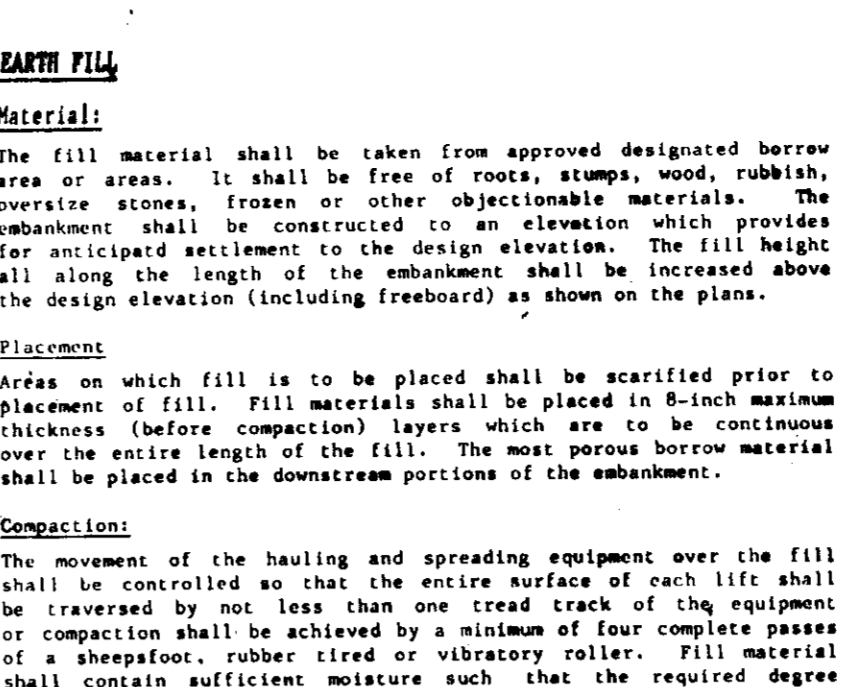 EARTH FILL
Material:
The fill material shall be taken from approved designated borrow
area or areas. It shall be free of roots, stumps, wood, rubbish,
oversize stones, frozen or other objectionable materials. The
embankment shall be constructed to an elevation which provides
for anticipatd settlement to the design elevation. The fill height
all along the length of the embankment shall be increased above
the design elevation (including freeboard) as shown on the plans.
Placement
Areas on which fill is to be placed shall be scarified prior to
placement of fill. Fill materials shall be placed in 8-inch maximum
thickness (before compaction) layers which are to be continuous
over the entire length of the fill. The most porous borrow material
shall be placed in the downstream portions of the embankment.
Compaction:
The movement of the hauling and spreading equipment over the fill
shall be controlled so that the entire surface of each lift shall
be traversed by not less than one tread track of the equipment
or compaction shall be achieved by a minimum of four complete passes
of a sheepsfoot, rubber tired or vibratory roller. Fill material
shall contain sufficient moisture such that the required degree